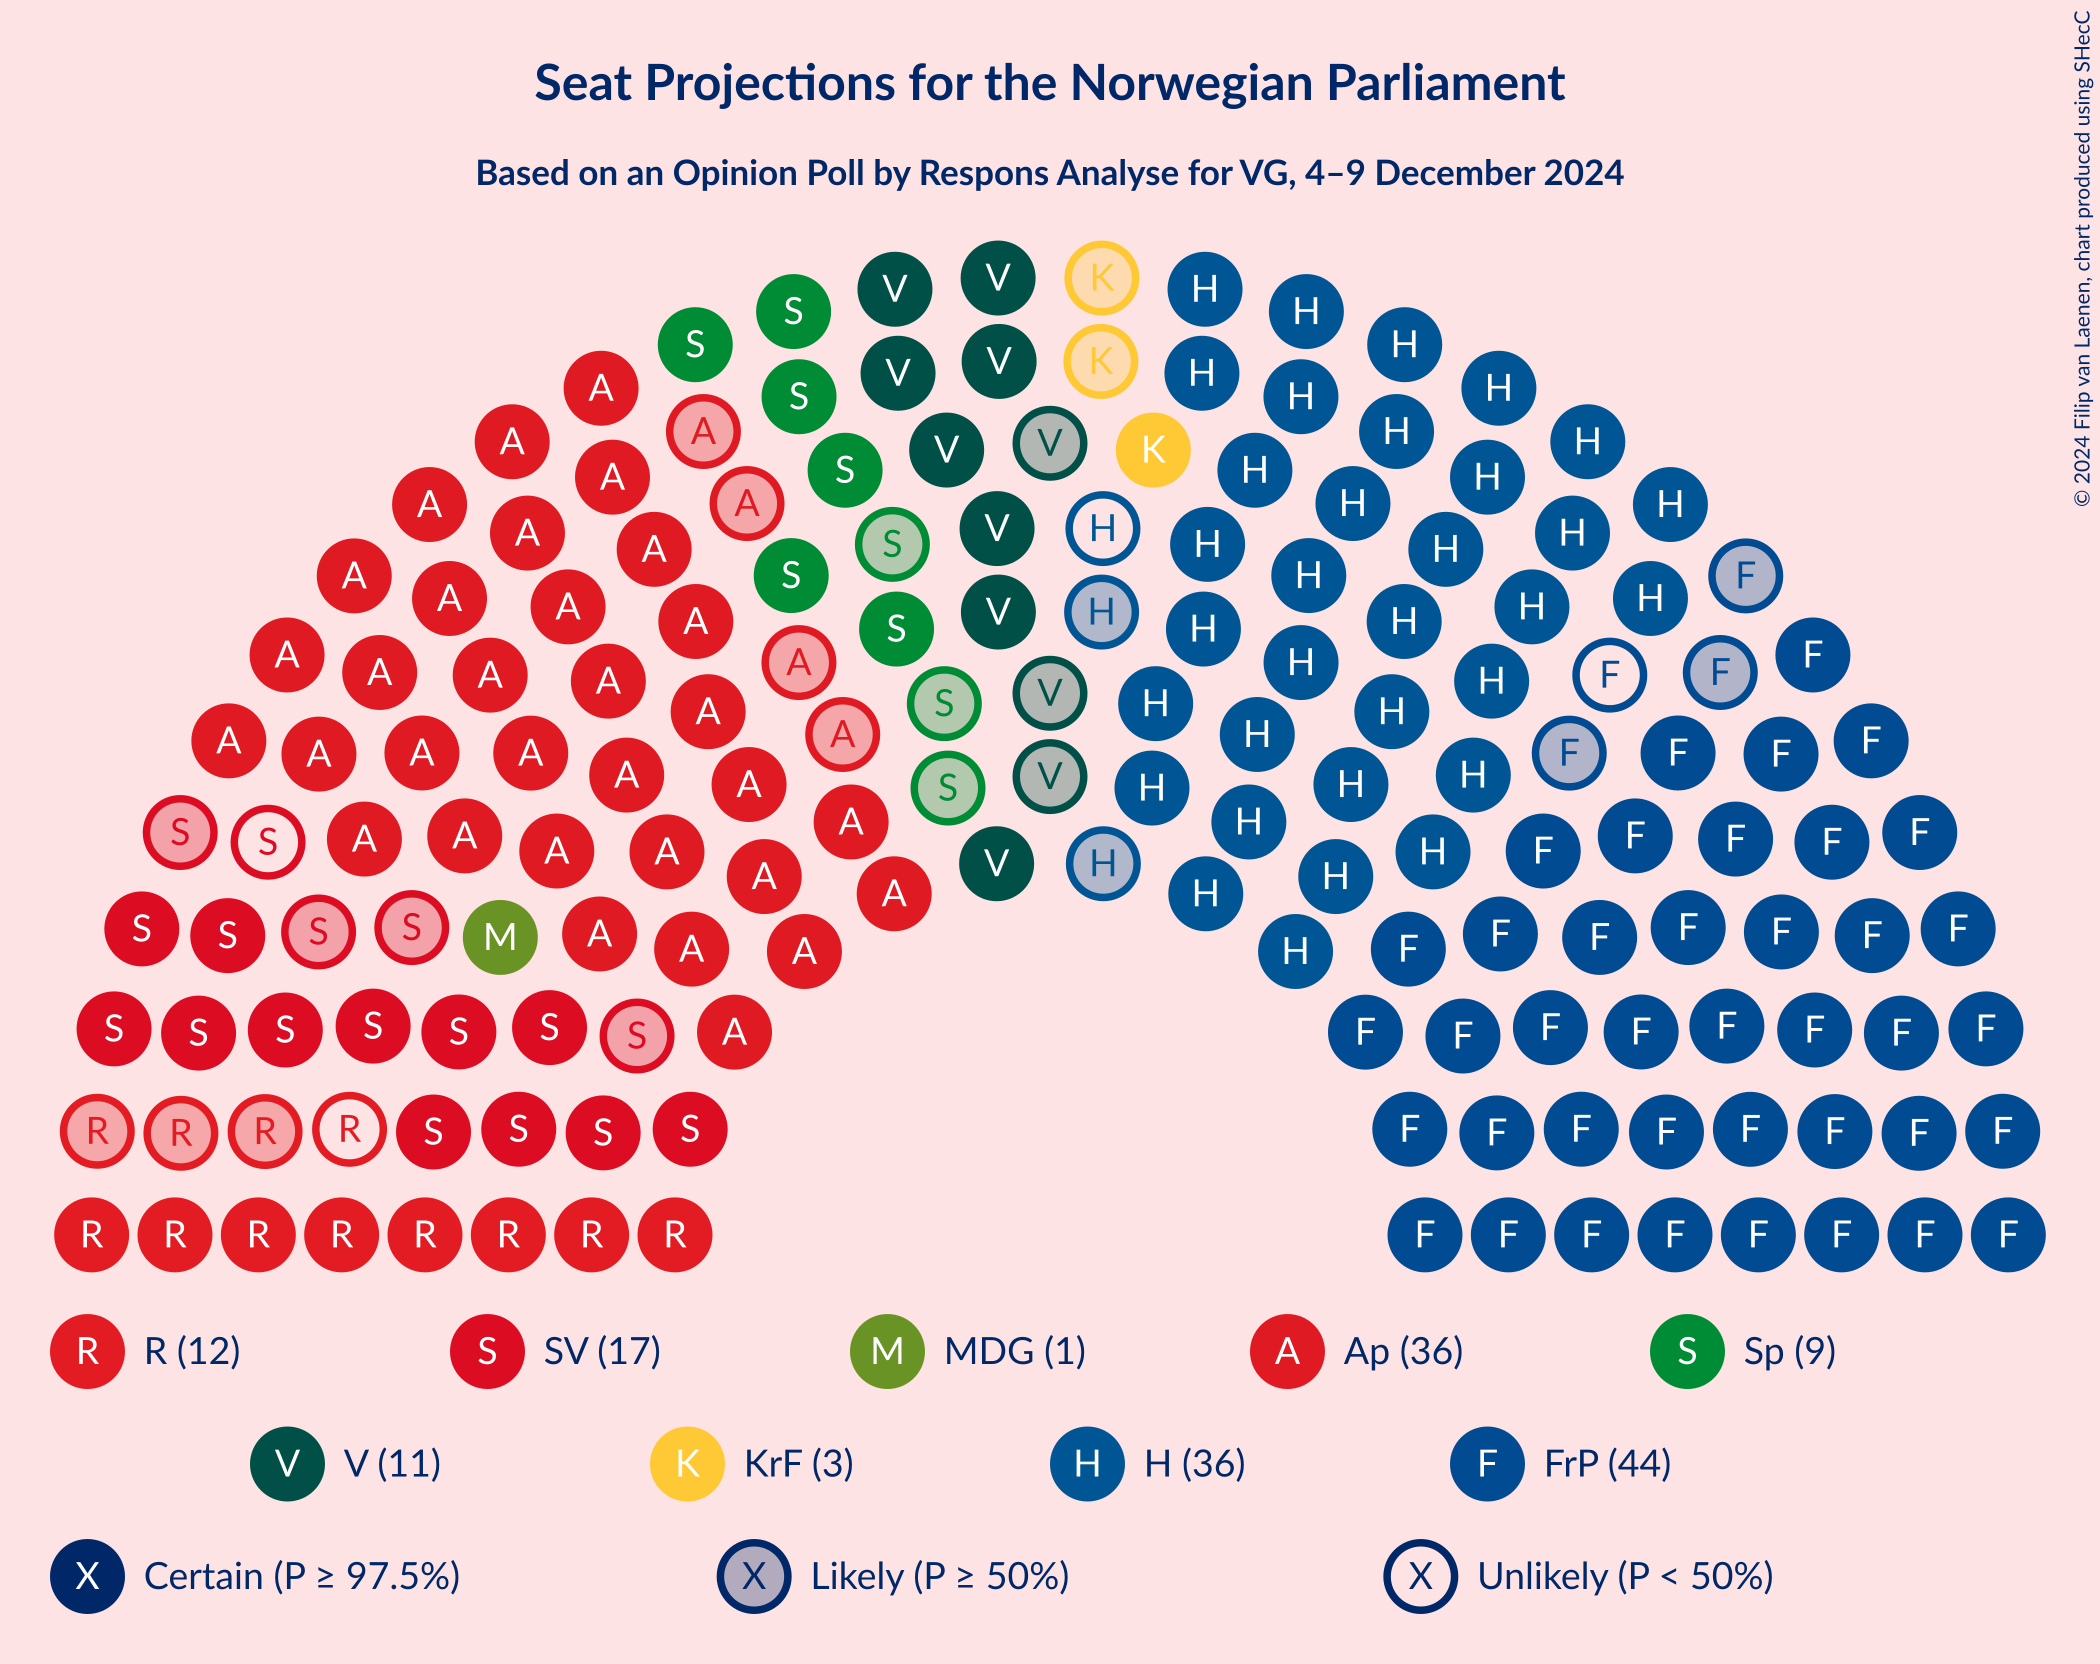 Seat Projections for the Norwegian Parliament
Based on an Opinion Poll by Respons Analyse for VG, 4–9 December 2024
© 2024 Filip van Laenen, chart produced using SHecC
S S V V K H H H
A S V V K H H H H
A A A S V V K H H H H
A A A A S S V H H H H H H H
A A A A S S V H H H H H H F
A A A A A A S V H H H H F F F
A A A A A A S V H H H H F F F F
S S A A A A A A V H H H H F F F F F
S S S S M A A A A H F F F F F F F
S S S S S S S A F F F F F F F F
R R R R S S S S F F F F F F F F
R R R R R R R R F F F F F F F F
R R (12) S SV (17) M MDG (1) A Ap (36) S Sp (9)
V V (11) K KrF (3) H H (36) F FrP (44)
X Certain (P ≥ 97.5%) X Likely (P ≥ 50%) X Unlikely (P < 50%)